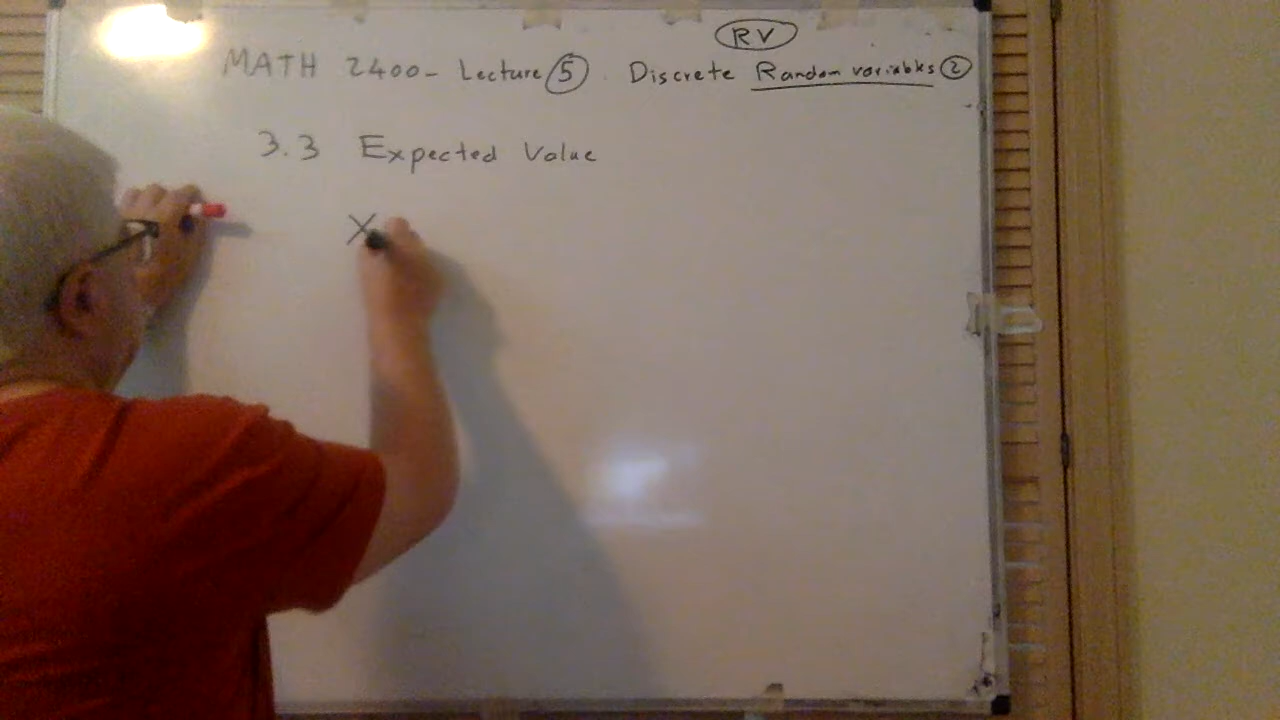 RV
MATH 2400- Lecture 5. Discrete Random variables 2
3.3 Expected Value
X